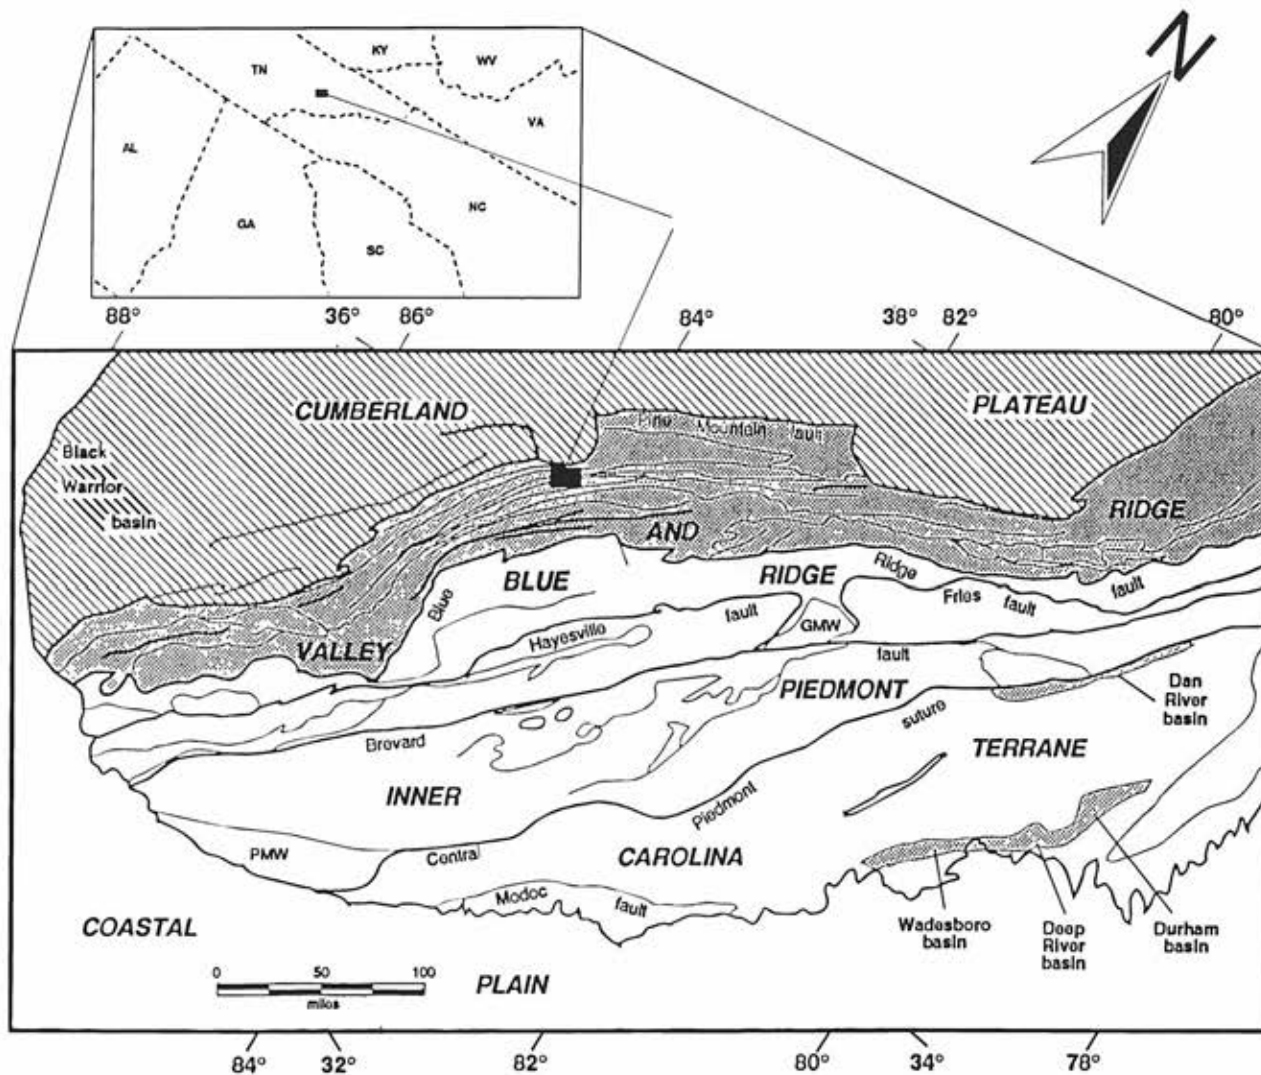 N
KY
TN
WV
VA
AL
NC
GA
SC
88°
36°
86°
84°
38°
82°
80°
CUMBERLAND
PLATEAU
Pine Mountain fault
Black
Warrior
basin
RIDGE
AND
BLUE
RIDGE
Ridge
fault
Blue
Fries
fault
Hayesville
fault
GMW
VALLEY
fault
PIEDMONT
Dan
River
basin
suture
Brevard
TERRANE
INNER
Piedmont
PMW
Central
CAROLINA
Modoc
fault
Wadesboro
basin
Deep
River
basin
Durham
basin
COASTAL
0
50
100
miles
PLAIN
84°
32°
82°
80°
34°
78°